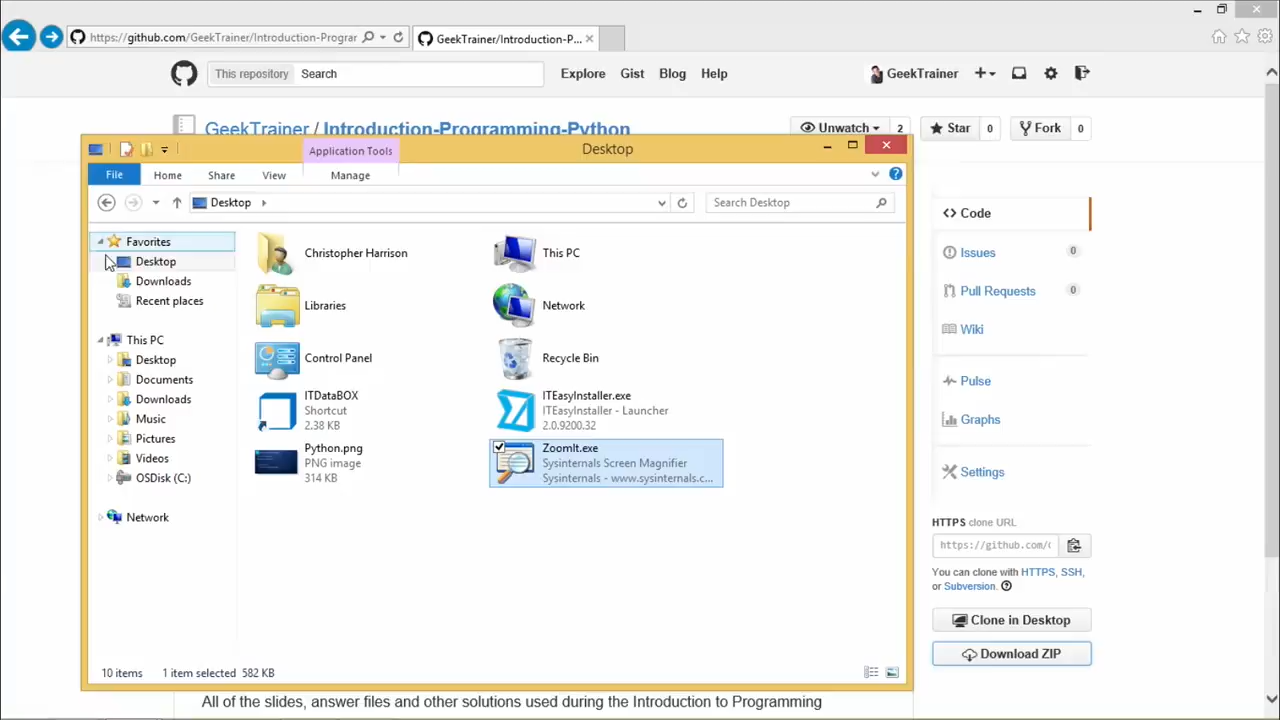 https://github.com/GeekTrainer/Introduction-Prograr
GeekTrainer/Introduction-P...
This repository
Search
Explore
Gist
Blog
Help
GeekTrainer
GeekTrainer / Introduction-Programming-Python
Unwatch
2
Star
0
Fork
0
Application Tools
Desktop
File
Home
Share
View
Manage
Desktop
Search Desktop
Favorites
Desktop
Downloads
Recent places
This PC
Desktop
Documents
Downloads
Music
Pictures
Videos
OSDisk (C:)
Network
Christopher Harrison
This PC
Libraries
Network
Control Panel
Recycle Bin
ITDataBOX
Shortcut
2.38 KB
ITEasyInstaller.exe
ITEasyInstaller - Launcher
2.0.9200.32
Python.png
PNG image
314 KB
ZoomIt.exe
Sysinternals Screen Magnifier
Sysinternals - www.sysinternals.c...
10 items
1 item selected 582 KB
Code
Issues
0
Pull Requests
0
Wiki
Pulse
Graphs
Settings
HTTPS clone URL
https://github.com/(
You can clone with HTTPS, SSH,
or Subversion.
Clone in Desktop
Download ZIP
All of the slides, answer files and other solutions used during the Introduction to Programming